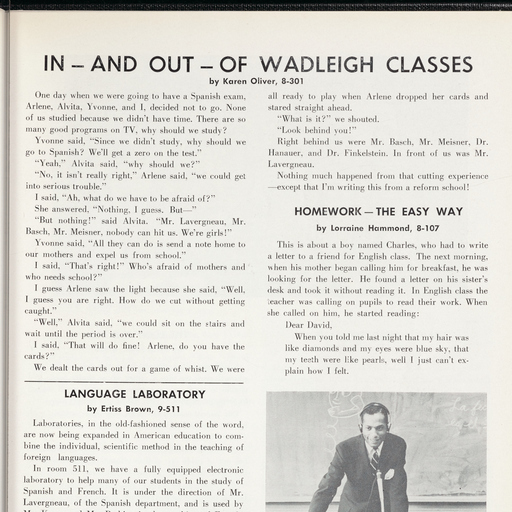 IN – AND OUT – OF WADLEIGH CLASSES
by Karen Oliver, 8-301
One day when we were going to have a Spanish exam,
Arlene, Alvita, Yvonne, and I, decided not to go. None
of us studied because we didn't have time. There are so
many good programs on TV, why should we study?
Yvonne said, "Since we didn't study, why should we
go to Spanish? We'll get a zero on the test."
"Yeah," Alvita said, "why should we?"
"No, it isn't really right," Arlene said, "we could get
into serious trouble."
I said, "Ah, what do we have to be afraid of?"
She answered, "Nothing, I guess. But—"
"But nothing!" said Alvita. "Mr. Lavergneau, Mr.
Basch, Mr. Meisner, nobody can hit us. We're girls!"
Yvonne said, "All they can do is send a note home to
our mothers and expel us from school."
I said, "That's right!" Who's afraid of mothers and
who needs school?"
I guess Arlene saw the light because she said, "Well,
I guess you are right. How do we cut without getting
caught."
"Well," Alvita said, "we could sit on the stairs and
wait until the period is over."
I said, "That will do fine! Arlene, do you have the
cards?"
We dealt the cards out for a game of whist. We were
all ready to play when Arlene dropped her cards and
stared straight ahead.
"What is it?" we shouted.
"Look behind you!"
Right behind us were Mr. Basch, Mr. Meisner, Dr.
Hanauer, and Dr. Finkelstein. In front of us was Mr.
Lavergneau.
Nothing much happened from that cutting experience
—except that I'm writing this from a reform school!
LANGUAGE LABORATORY
by Ertiss Brown, 9-511
Laboratories, in the old-fashioned sense of the word,
are now being expanded in American education to com-
bine the individual, scientific method in the teaching of
foreign languages.
In room 511, we have a fully equipped electronic
laboratory to help many of our students in the study of
Spanish and French. It is under the direction of Mr.
Lavergneau, of the Spanish department, and is used by
HOMEWORK — THE EASY WAY
by Lorraine Hammond, 8-107
This is about a boy named Charles, who had to write
a letter to a friend for English class. The next morning,
when his mother began calling him for breakfast, he was
looking for the letter. He found a letter on his sister's
desk and took it without reading it. In English class the
teacher was calling on pupils to read their work. When
she called on him, he started reading:
Dear David,
When you told me last night that my hair was
like diamonds and my eyes were blue sky, that
my teeth were like pearls, well I just can't ex-
plain how I felt.